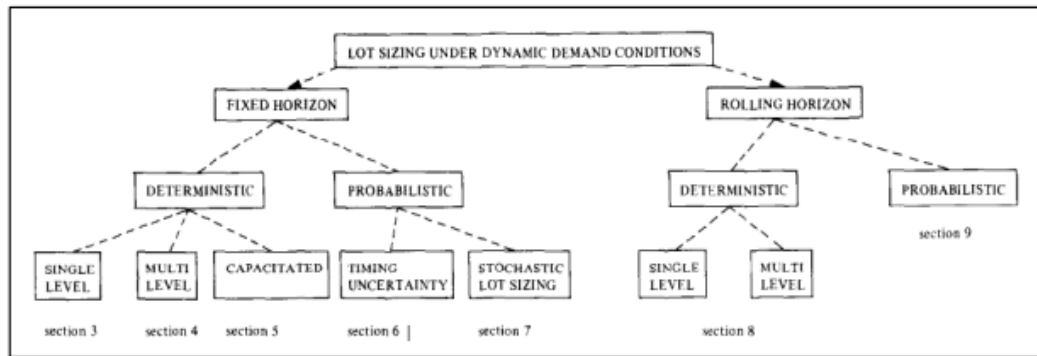 LOT SIZING UNDER DYNAMIC DEMAND CONDITIONS
FIXED HORIZON
ROLLING HORIZON
DETERMINISTIC
PROBABILISTIC
DETERMINISTIC
PROBABILISTIC
section 9
SINGLE
LEVEL
MULTI
LEVEL
CAPACITATED
TIMING
UNCERTAINTY
STOCHASTIC
LOT SIZING
SINGLE
LEVEL
MULTI
LEVEL
section 3
section 4
section 5
section 6
section 7
section 8